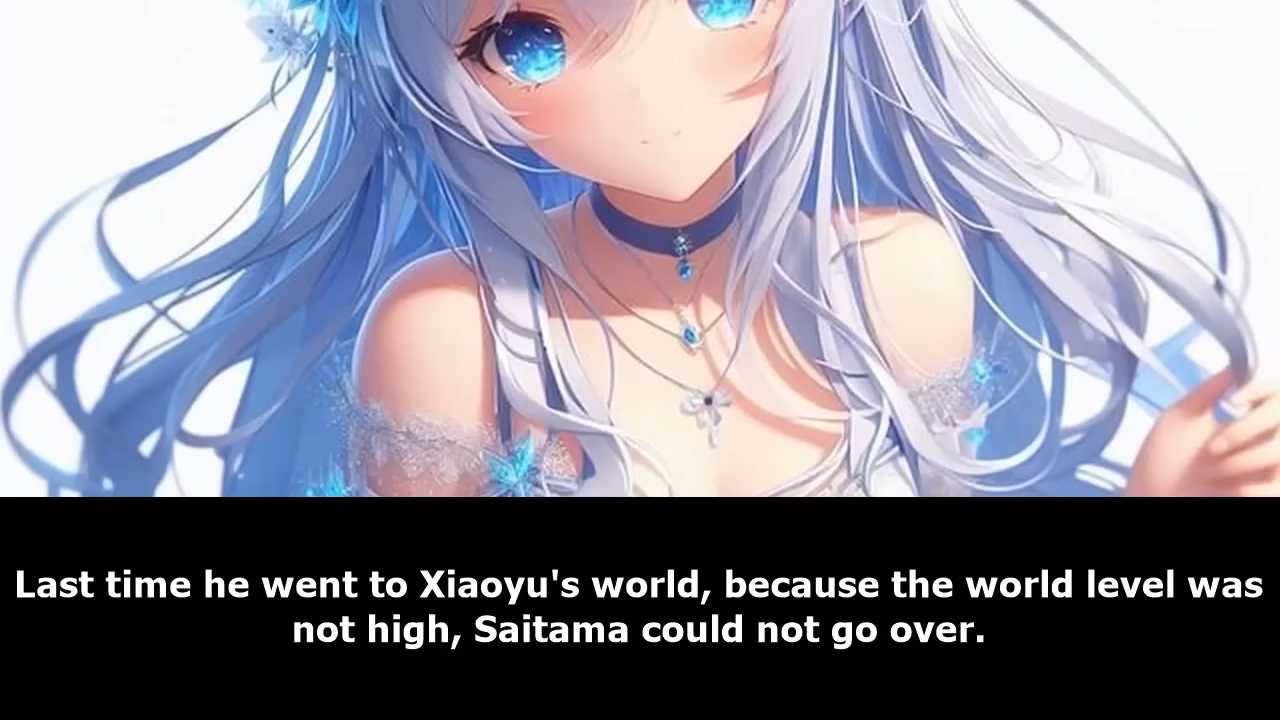 Last time he went to Xiaoyu's world, because the world level was
not high, Saitama could not go over.